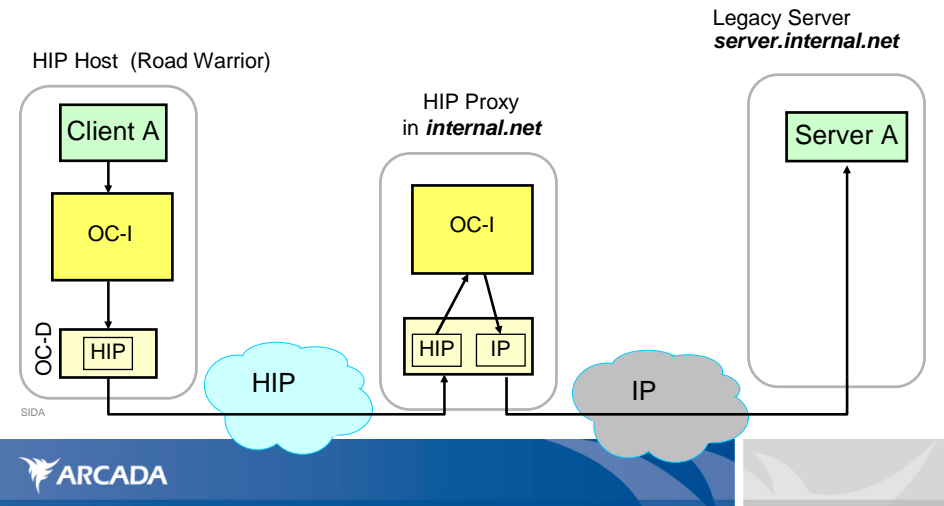 Legacy Server
server.internal.net
HIP Host (Road Warrior)
HIP Proxy
in internal.net
Client A
Server A
OC-I
OC-I
OC-D
HIP
HIP
IP
HIP
IP
SIDA
ARCADA